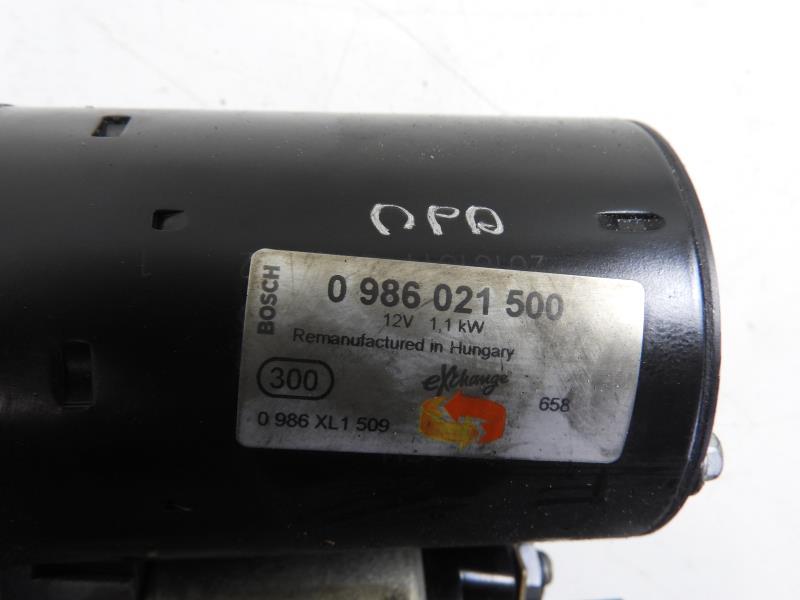 BOSCH
0 986 021 500
12V 1,1 kW
Remanufactured in Hungary
300
eXchange
658
0 986 XL1 509